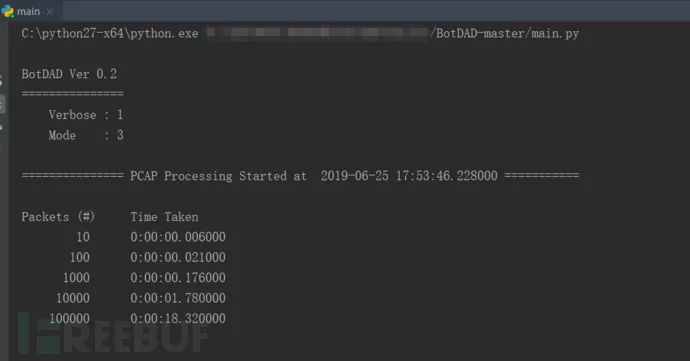 main
C:\python27-x64\python.exe /BotDAD-master/main.py
BotDAD Ver 0.2
===============
Verbose : 1
Mode : 3
=============== PCAP Processing Started at 2019-06-25 17:53:46.228000 ===========
Packets (#) Time Taken
10 0:00:00.006000
100 0:00:00.021000
1000 0:00:00.176000
10000 0:00:01.780000
100000 0:00:18.320000
FREEBUF